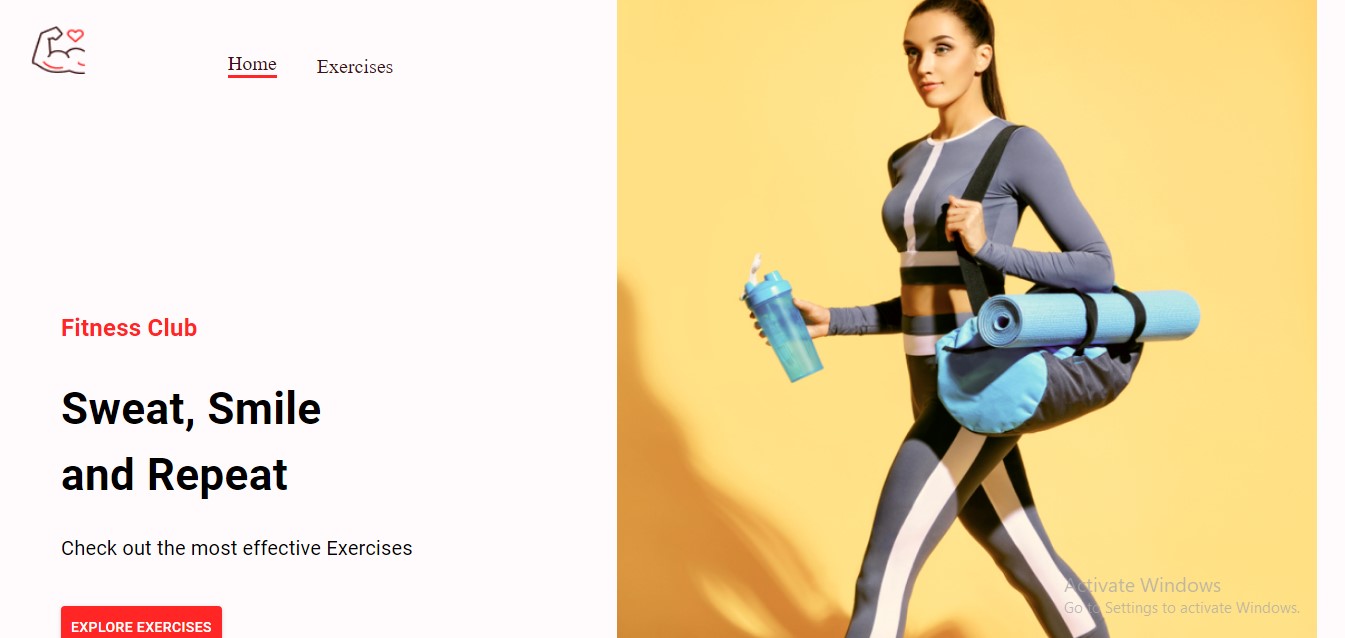 Home
Exercises
Fitness Club
Sweat, Smile
and Repeat
Check out the most effective Exercises
EXPLORE EXERCISES
Activate Windows
Go to Settings to activate Windows.